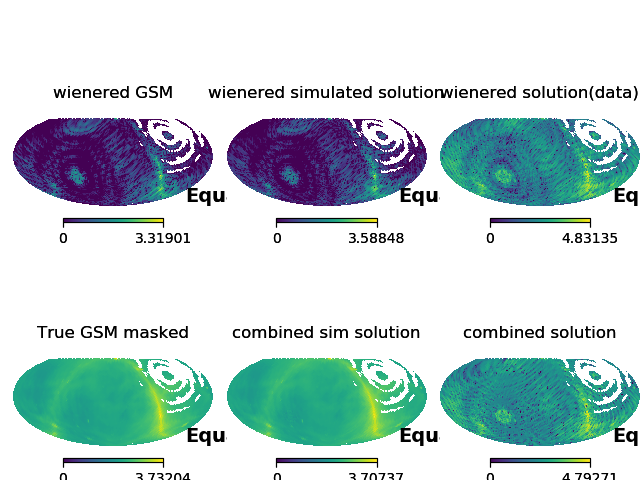 wienered GSM
wienered simulated solution
wienered solution(data)
Equ
Equ
Eq
0 3.31901
0 3.58848
0 4.83135
True GSM masked
combined sim solution
combined solution
Equ
Equ
Eq
0 3.73204
0 3.70737
0 4.79271